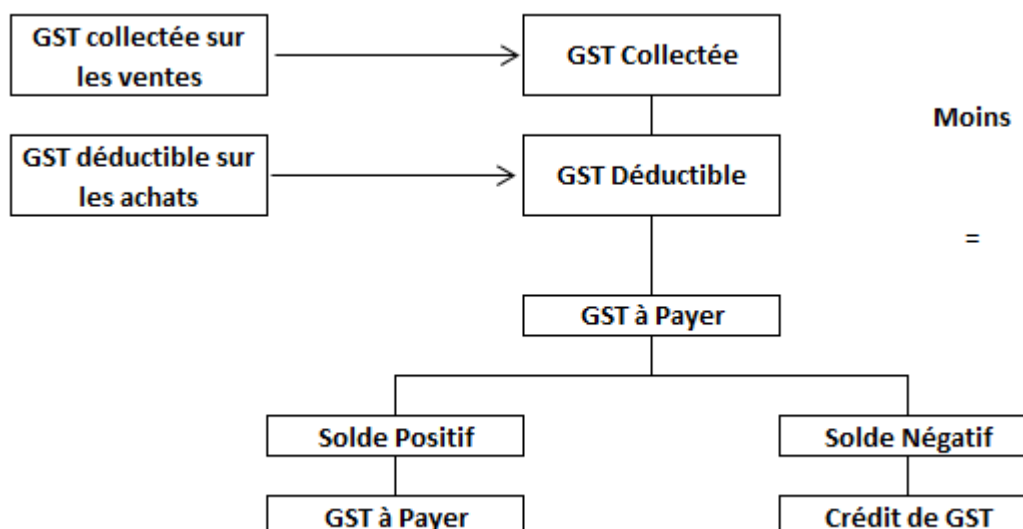 GST collectée sur
les ventes
GST Collectée
Moins
GST déductible sur
les achats
GST Déductible
=
GST à Payer
Solde Positif
Solde Négatif
GST à Payer
Crédit de GST